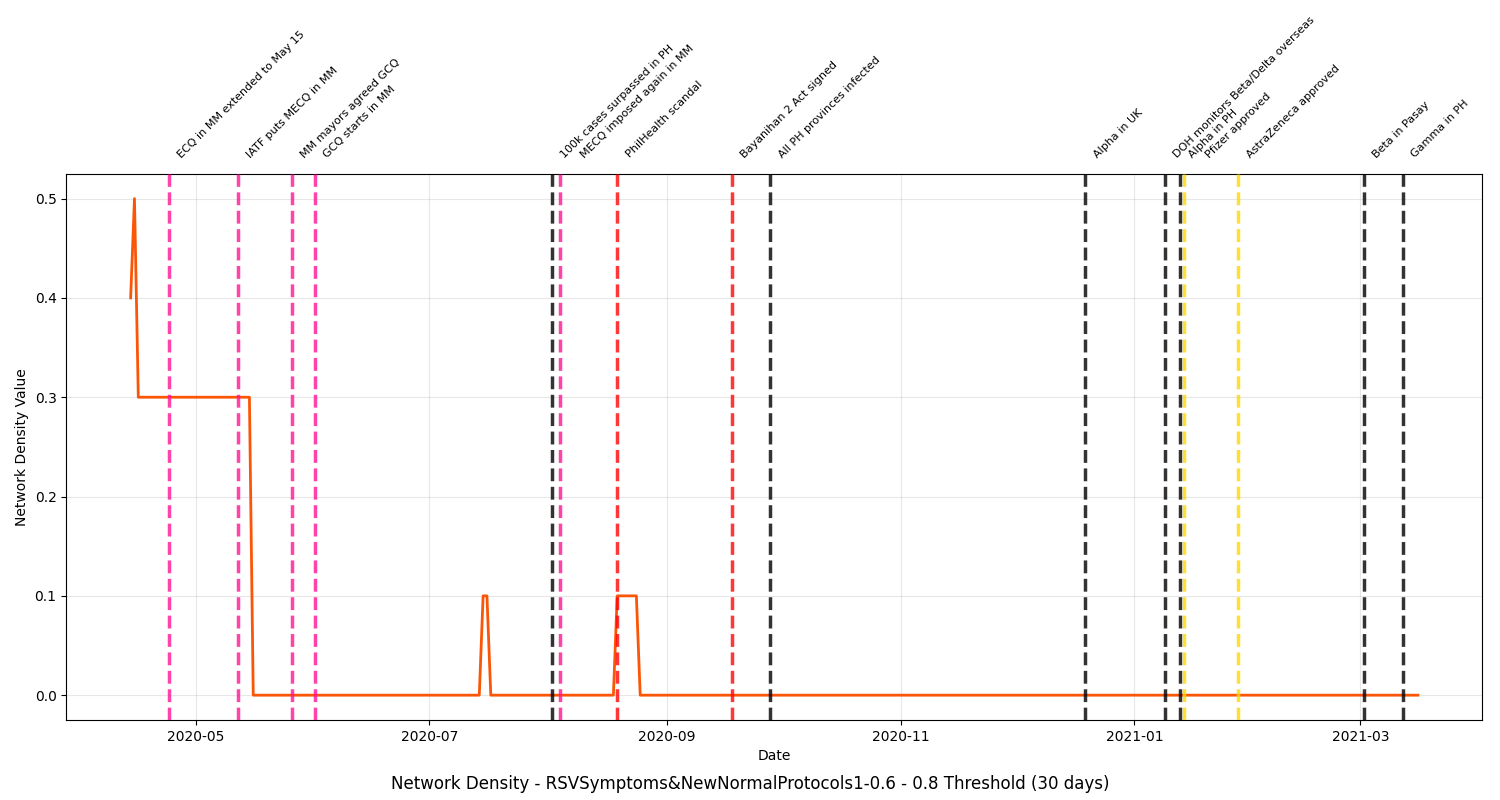 ECQ in MM extended to May 15
IATF puts MECQ in MM
MM mayors agreed GCQ
GCQ starts in MM
100k cases surpassed in PH
MECQ imposed again in MM
PhilHealth scandal
Bayanihan 2 Act signed
All PH provinces infected
Alpha in UK
DOH monitors Beta/Delta overseas
Alpha in PH
Pfizer approved
AstraZeneca approved
Beta in Pasay
Gamma in PH
Network Density Value
0.5
0.4
0.3
0.2
0.1
0.0
2020-05
2020-07
2020-09
2020-11
2021-01
2021-03
Date
Network Density - RSVSymptoms&NewNormalProtocols1-0.6 - 0.8 Threshold (30 days)